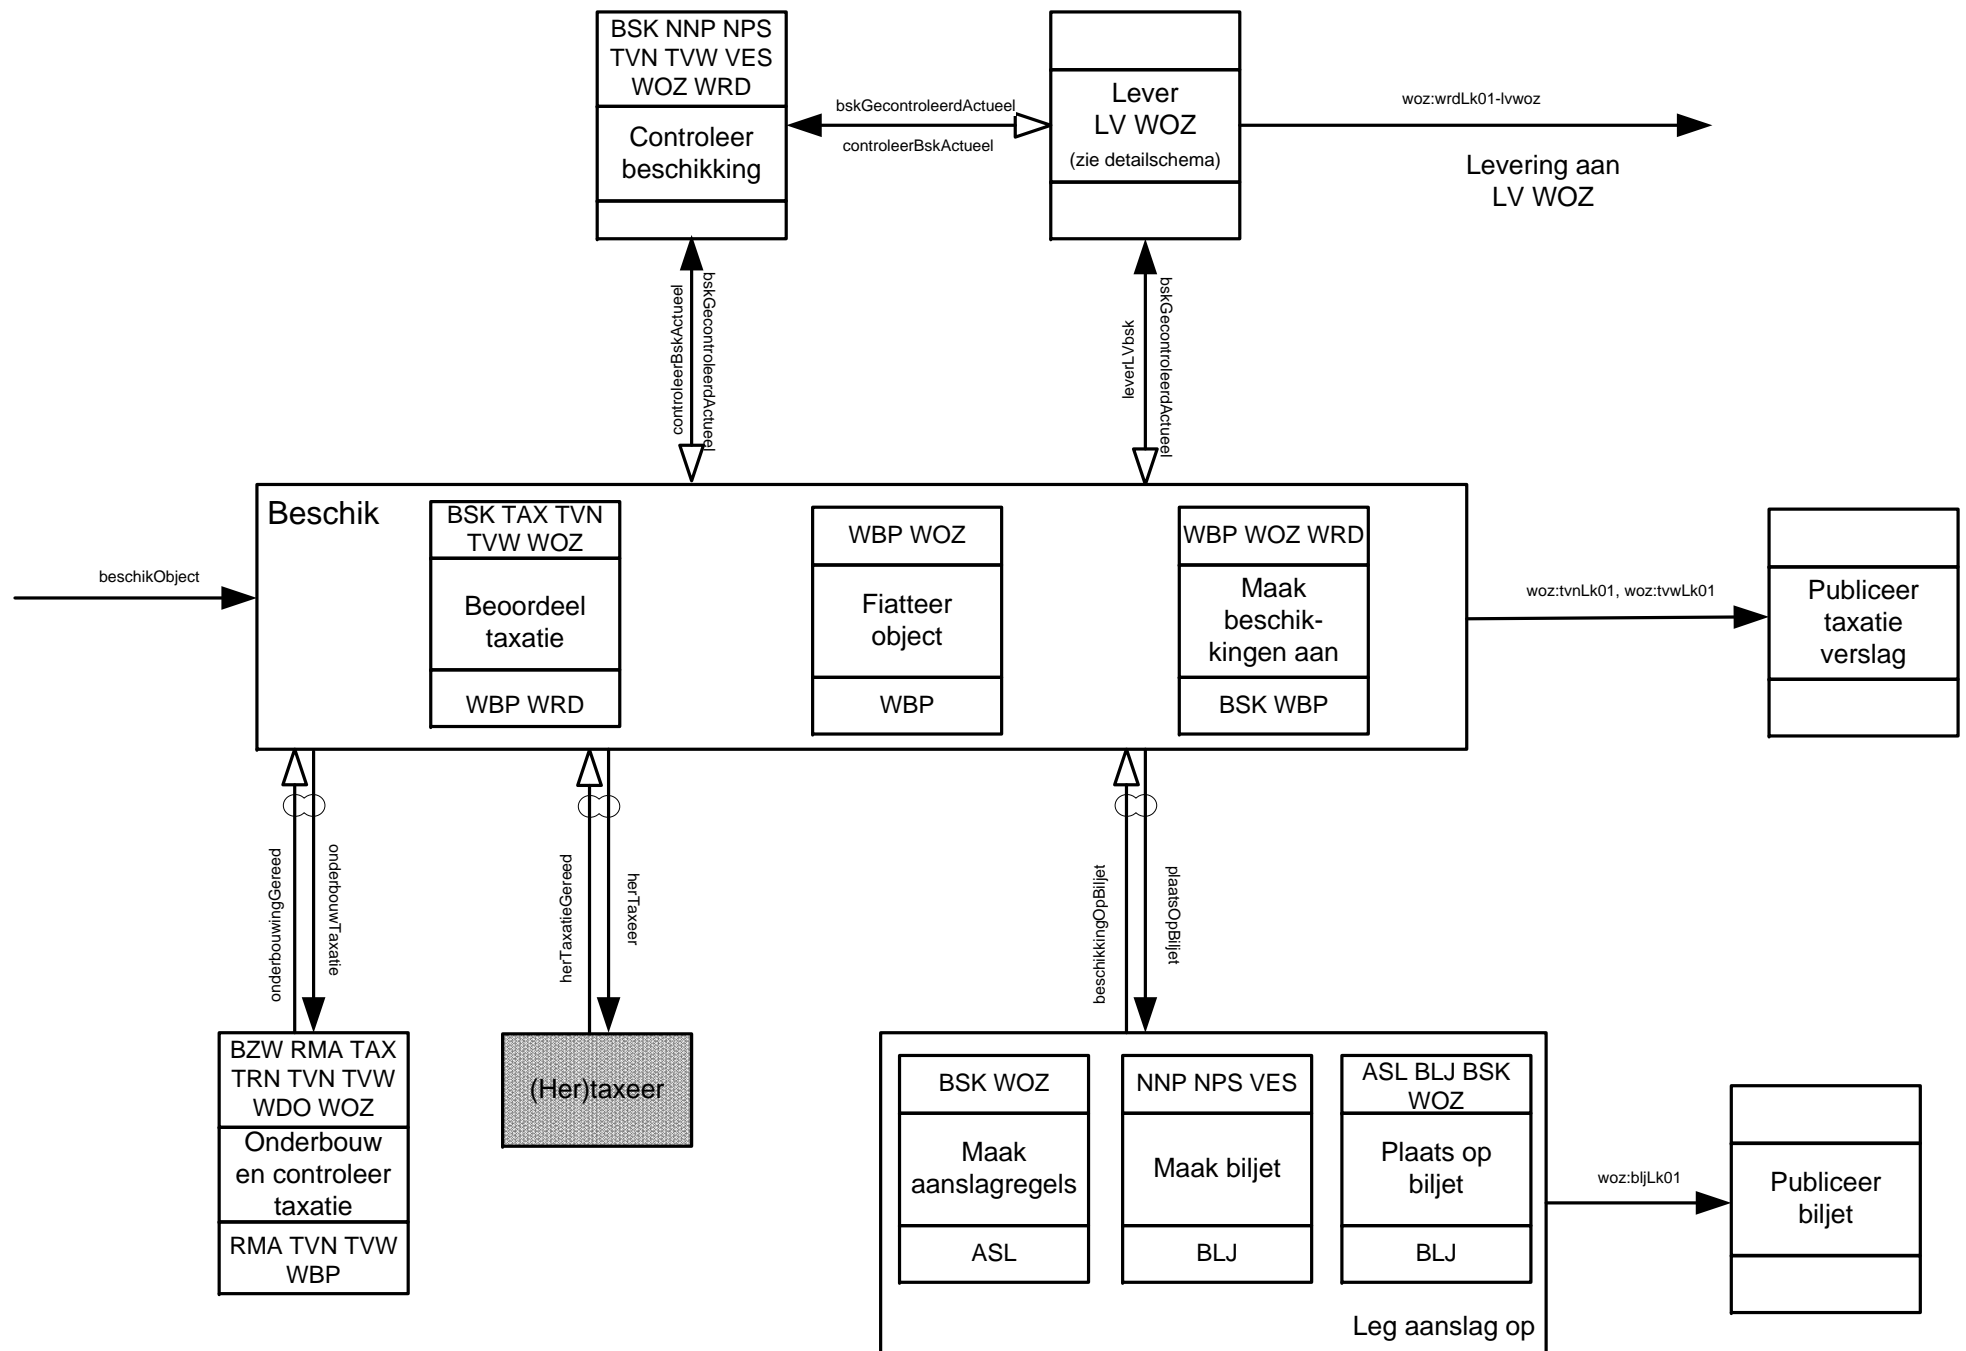 BSK NNP NPS
TVN TVW VES
WOZ WRD
Controleer
beschikking
bskGecontroleerdActueel
controleerBskActueel
Lever
LV WOZ
(zie detailschema)
woz:wrdLk01-lvwoz
Levering aan
LV WOZ
controleerBskActueel
bskGecontroleerdActueel
leverLVbsk
bskGecontroleerdActueel
Beschik
beschikObject
BSK TAX TVN
TVW WOZ
Beoordeel
taxatie
WBP WRD
WBP WOZ
Fiatteer
object
WBP
WBP WOZ WRD
Maak
beschik-
kingen aan
BSK WBP
woz:tvnLk01, woz:tvwLk01
Publiceer
taxatie
verslag
onderbouwingGereed
onderbouwTaxatie
herTaxatieGereed
herTaxeer
beschikkingOpBiljet
plaatsOpBiljet
BZW RMA TAX
TRN TVN TVW
WDO WOZ
Onderbouw
en controleer
taxatie
RMA TVN TVW
WBP
(Her)taxeer
BSK WOZ
Maak
aanslagregels
ASL
NNP NPS VES
Maak biljet
BLJ
ASL BLJ BSK
WOZ
Plaats op
biljet
BLJ
Leg aanslag op
woz:bljLk01
Publiceer
biljet